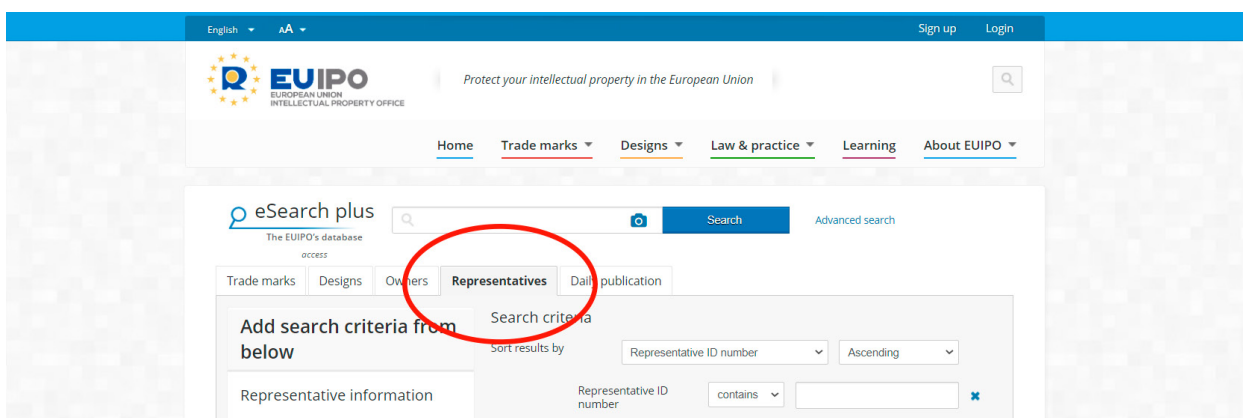 English AA Sign up Login
EUIPO
EUROPEAN UNION
INTELLECTUAL PROPERTY OFFICE
Protect your intellectual property in the European Union
Home Trade marks Designs Law & practice Learning About EUIPO
eSearch plus
The EUIPO's database
access
Search Advanced search
Trade marks Designs Owners Representatives Daily publication
Add search criteria from
below
Search criteria
Sort results by Representative ID number Ascending
Representative information
Representative ID
number
contains